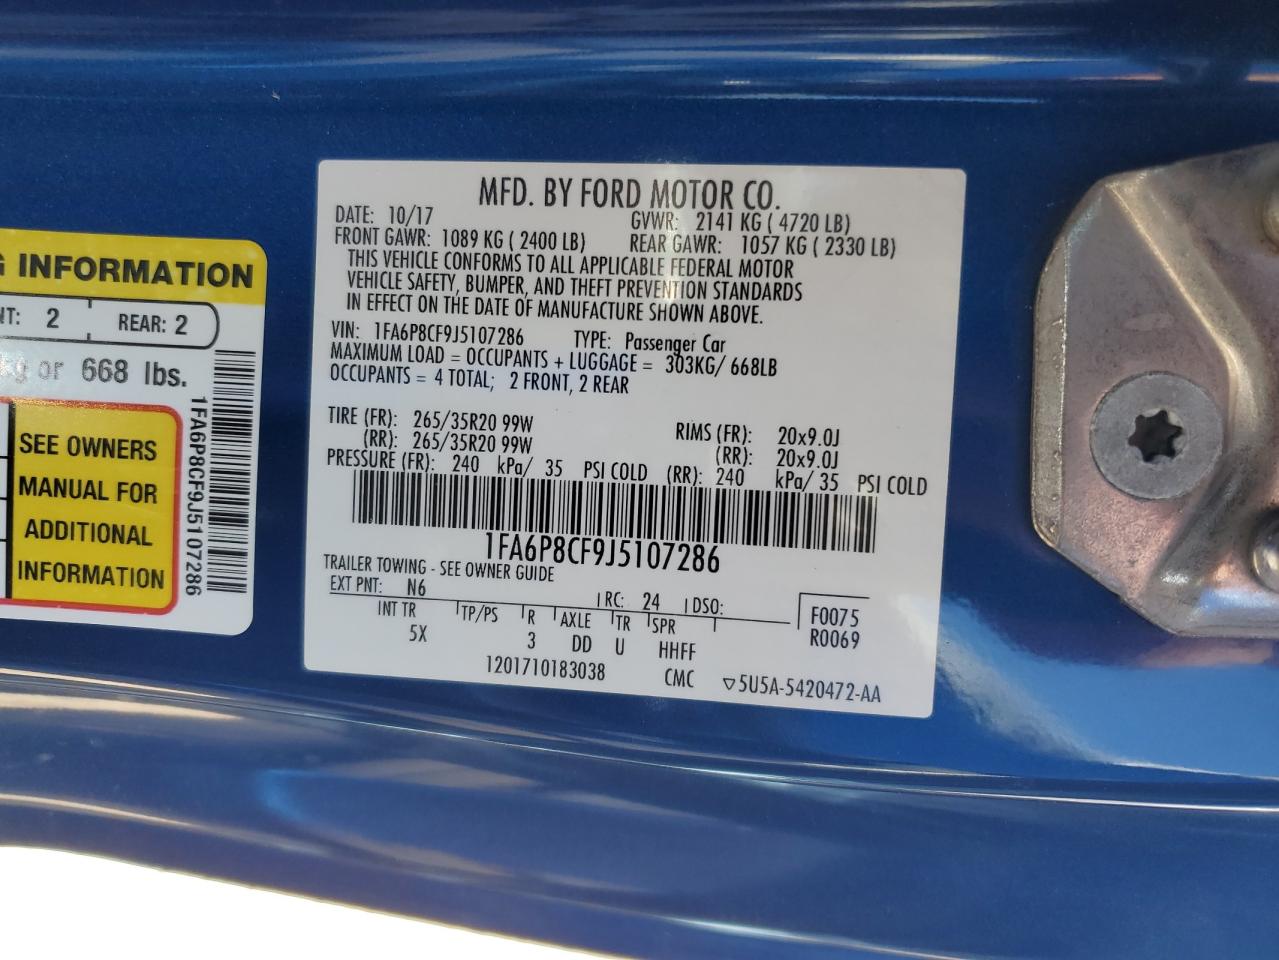 MFD. BY FORD MOTOR CO.
DATE: 10/17 GVWR: 2141 KG ( 4720 LB)
FRONT GAWR: 1089 KG ( 2400 LB) REAR GAWR: 1057 KG ( 2330 LB)
THIS VEHICLE CONFORMS TO ALL APPLICABLE FEDERAL MOTOR
VEHICLE SAFETY, BUMPER, AND THEFT PREVENTION STANDARDS
IN EFFECT ON THE DATE OF MANUFACTURE SHOWN ABOVE.
VIN: 1FA6P8CF9J5107286 TYPE: Passenger Car
MAXIMUM LOAD = OCCUPANTS + LUGGAGE = 303KG/ 668LB
OCCUPANTS = 4 TOTAL; 2 FRONT, 2 REAR
TIRE (FR): 265/35R20 99W RIMS (FR): 20x9.0J
(RR): 265/35R20 99W (RR): 20x9.0J
PRESSURE (FR): 240 kPa/ 35 PSI COLD (RR): 240 kPa/ 35 PSI COLD
1FA6P8CF9J5107286
TRAILER TOWING - SEE OWNER GUIDE
EXT PNT: N6 RC: 24 DSO: F0075
INT TR TP/PS R AXLE TR SPR R0069
5X 3 DD U HHFF
1201710183038 CMC ▽5U5A-5420472-AA
G INFORMATION
NT: 2 REAR: 2
kg or 668 lbs.
SEE OWNERS
MANUAL FOR
ADDITIONAL
INFORMATION
1FA6P8CF9J5107286